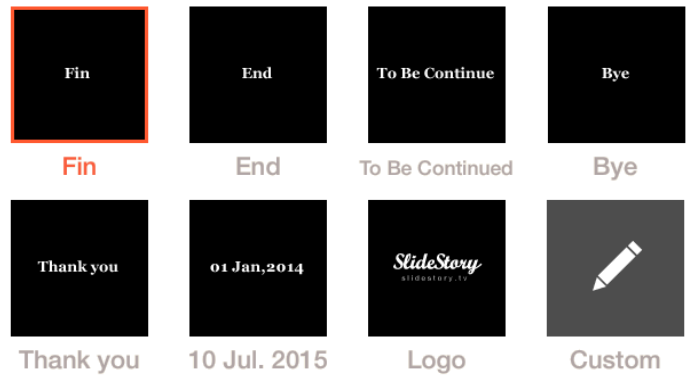 Fin
End
To Be Continue
Bye
Fin
End
To Be Continued
Bye
Thank you
01 Jan,2014
SlideStory
slidestory.tv
Thank you
10 Jul. 2015
Logo
Custom